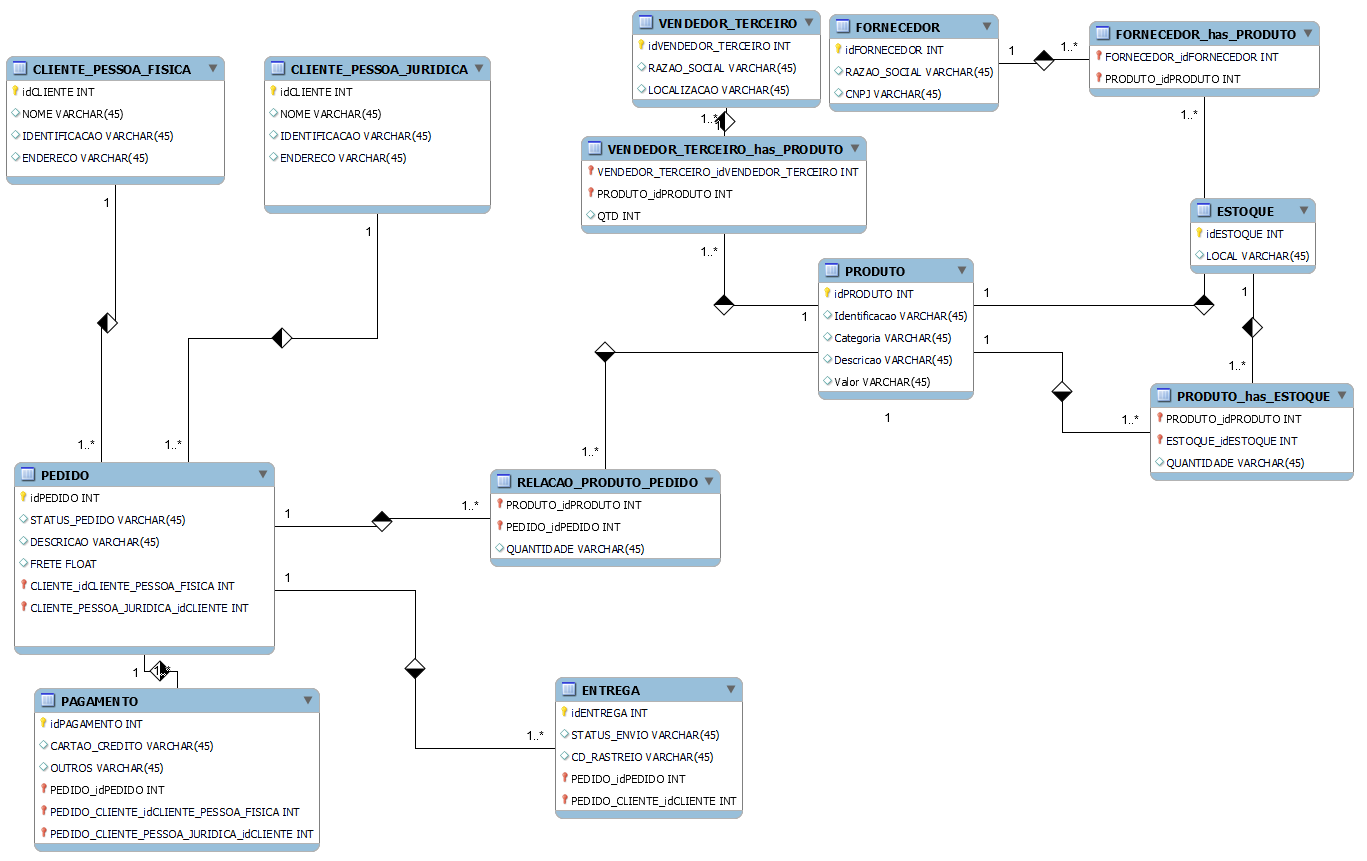 VENDEDOR_TERCEIRO
idVENDEDOR_TERCEIRO INT
RAZAO_SOCIAL VARCHAR(45)
LOCALIZACAO VARCHAR(45)
FORNECEDOR
idFORNECEDOR INT
RAZAO_SOCIAL VARCHAR(45)
CNPJ VARCHAR(45)
1
1..*
FORNECEDOR_has_PRODUTO
FORNECEDOR_idFORNECEDOR INT
PRODUTO_idPRODUTO INT
1..*
CLIENTE_PESSOA_FISICA
idCLIENTE INT
NOME VARCHAR(45)
IDENTIFICACAO VARCHAR(45)
ENDERECO VARCHAR(45)
1
CLIENTE_PESSOA_JURIDICA
idCLIENTE INT
NOME VARCHAR(45)
IDENTIFICACAO VARCHAR(45)
ENDERECO VARCHAR(45)
1
1..*
1
VENDEDOR_TERCEIRO_has_PRODUTO
VENDEDOR_TERCEIRO_idVENDEDOR_TERCEIRO INT
PRODUTO_idPRODUTO INT
QTD INT
1..*
1
ESTOQUE
idESTOQUE INT
LOCAL VARCHAR(45)
1
PRODUTO
idPRODUTO INT
Identificacao VARCHAR(45)
Categoria VARCHAR(45)
Descricao VARCHAR(45)
Valor VARCHAR(45)
1
1
1
1..*
1..*
PRODUTO_has_ESTOQUE
PRODUTO_idPRODUTO INT
ESTOQUE_idESTOQUE INT
QUANTIDADE VARCHAR(45)
1..*
1..*
1..*
PEDIDO
idPEDIDO INT
STATUS_PEDIDO VARCHAR(45)
DESCRICAO VARCHAR(45)
FRETE FLOAT
CLIENTE_idCLIENTE_PESSOA_FISICA INT
CLIENTE_PESSOA_JURIDICA_idCLIENTE INT
1
1..*
RELACAO_PRODUTO_PEDIDO
PRODUTO_idPRODUTO INT
PEDIDO_idPEDIDO INT
QUANTIDADE VARCHAR(45)
1
1
1..*
PAGAMENTO
idPAGAMENTO INT
CARTAO_CREDITO VARCHAR(45)
OUTROS VARCHAR(45)
PEDIDO_idPEDIDO INT
PEDIDO_CLIENTE_idCLIENTE_PESSOA_FISICA INT
PEDIDO_CLIENTE_PESSOA_JURIDICA_idCLIENTE INT
1..*
ENTREGA
idENTREGA INT
STATUS_ENVIO VARCHAR(45)
CD_RASTREIO VARCHAR(45)
PEDIDO_idPEDIDO INT
PEDIDO_CLIENTE_idCLIENTE INT